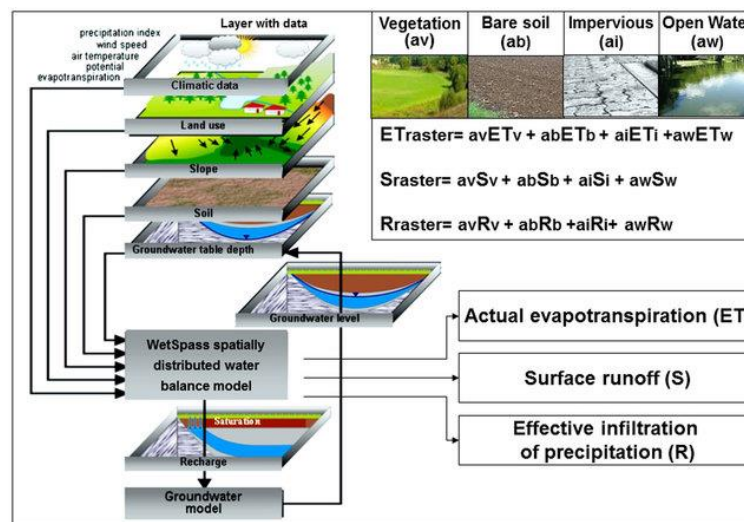 Layer with data
precipitation index
wind speed
air temperature
potential
evapotranspiration
Climatic data
Land use
Slope
Soil
Groundwater table depth
Groundwater level
WetSpass spatially
distributed water
balance model
Saturation
Recharge
Groundwater
model
Vegetation
(av)
Bare soil
(ab)
Impervious
(ai)
Open Water
(aw)
ETraster= avETv + abETb + aiETi +awETw
Sraster= avSv + abSb + aiSi + awSw
Rraster= avRv + abRb +aiRi+ awRw
Actual evapotranspiration (ET
Surface runoff (S)
Effective infiltration
of precipitation (R)